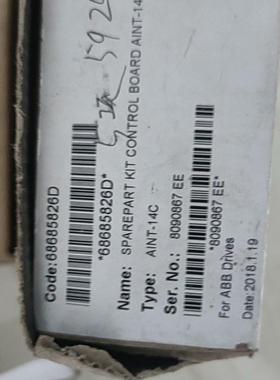 Code:68685826D
*68685826D*
Name: SPAREPART KIT CONTROL BOARD AINT-14
Type: AINT-14C
Ser. No.: 8090867 EE
*8090867 EE*
For ABB Drives
Date:2018.1.19